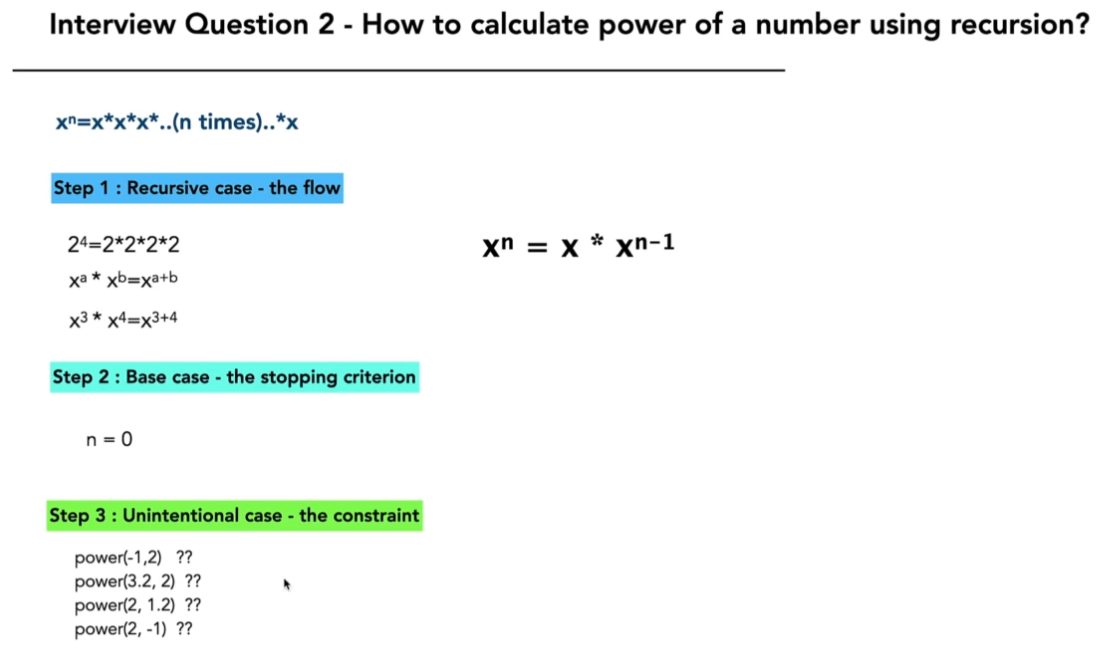 Interview Question 2 - How to calculate power of a number using recursion?
xⁿ=x*x*x*..(n times)..*x
Step 1 : Recursive case - the flow
2⁴=2*2*2*2
xⁿ = x * xⁿ⁻¹
xᵃ * xᵇ=xᵃ⁺ᵇ
x³ * x⁴=x³⁺⁴
Step 2 : Base case - the stopping criterion
n = 0
Step 3 : Unintentional case - the constraint
power(-1,2) ??
power(3.2, 2) ??
power(2, 1.2) ??
power(2, -1) ??